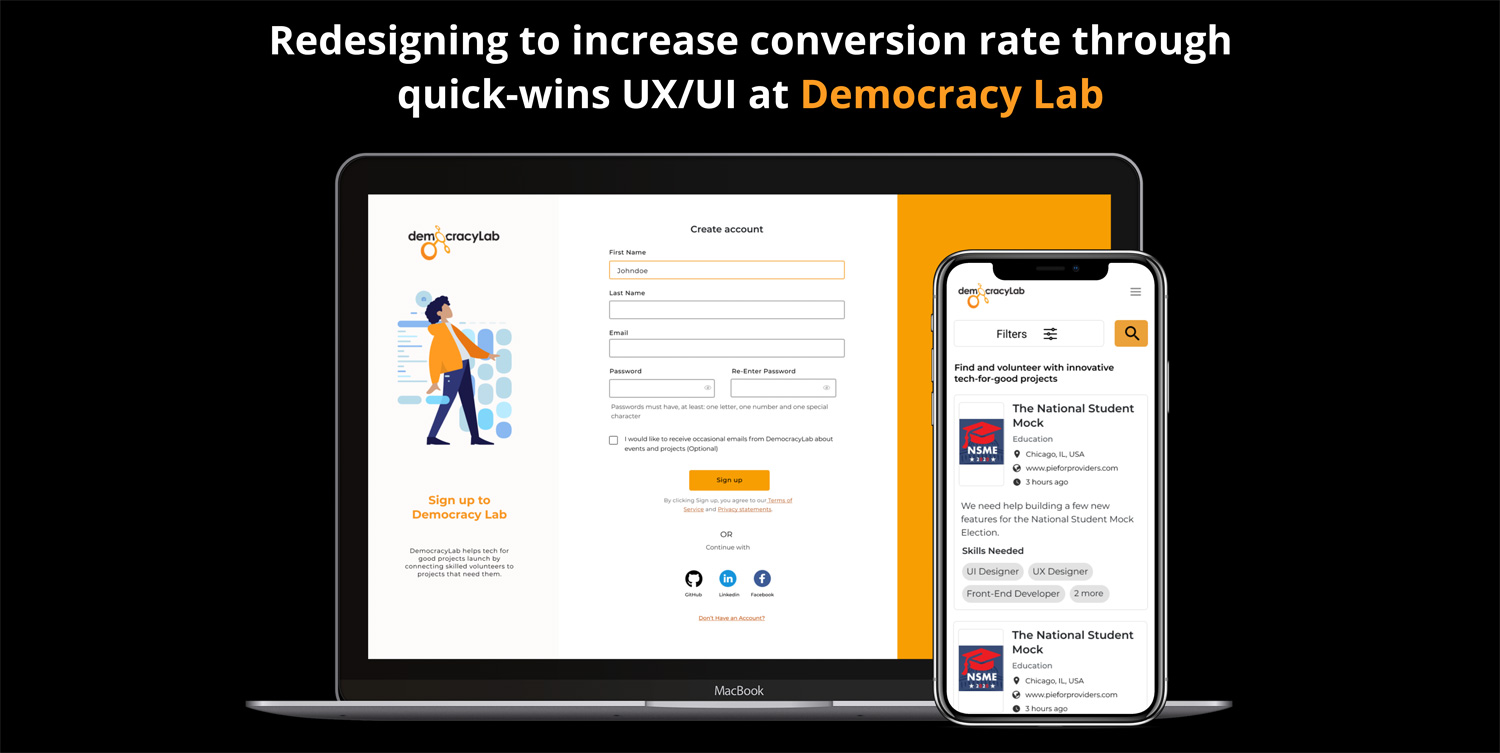 Redesigning to increase conversion rate through
quick-wins UX/UI at Democracy Lab
democracyLab
Sign up to
Democracy Lab
DemocracyLab helps tech for
good projects launch by
connecting skilled volunteers to
projects that need them.
Create account
First Name
Johndoe
Last Name
Email
Password
Re-Enter Password
Passwords must have, at least: one letter, one number and one special
character
I would like to receive occasional emails from DemocracyLab about
events and projects (Optional)
Sign up
By clicking Sign up, you agree to our Terms of
Service and Privacy statements.
OR
Continue with
in
f
GitHub
Linkedin
Facebook
Don't Have an Account?
MacBook
democracyLab
Filters
Find and volunteer with innovative
tech-for-good projects
NSME
2024
The National Student
Mock
Education
Chicago, IL, USA
www.pieforproviders.com
3 hours ago
We need help building a few new
features for the National Student Mock
Election.
Skills Needed
UI Designer
UX Designer
Front-End Developer
2 more
NSME
2024
The National Student
Mock
Education
Chicago, IL, USA
www.pieforproviders.com
3 hours ago